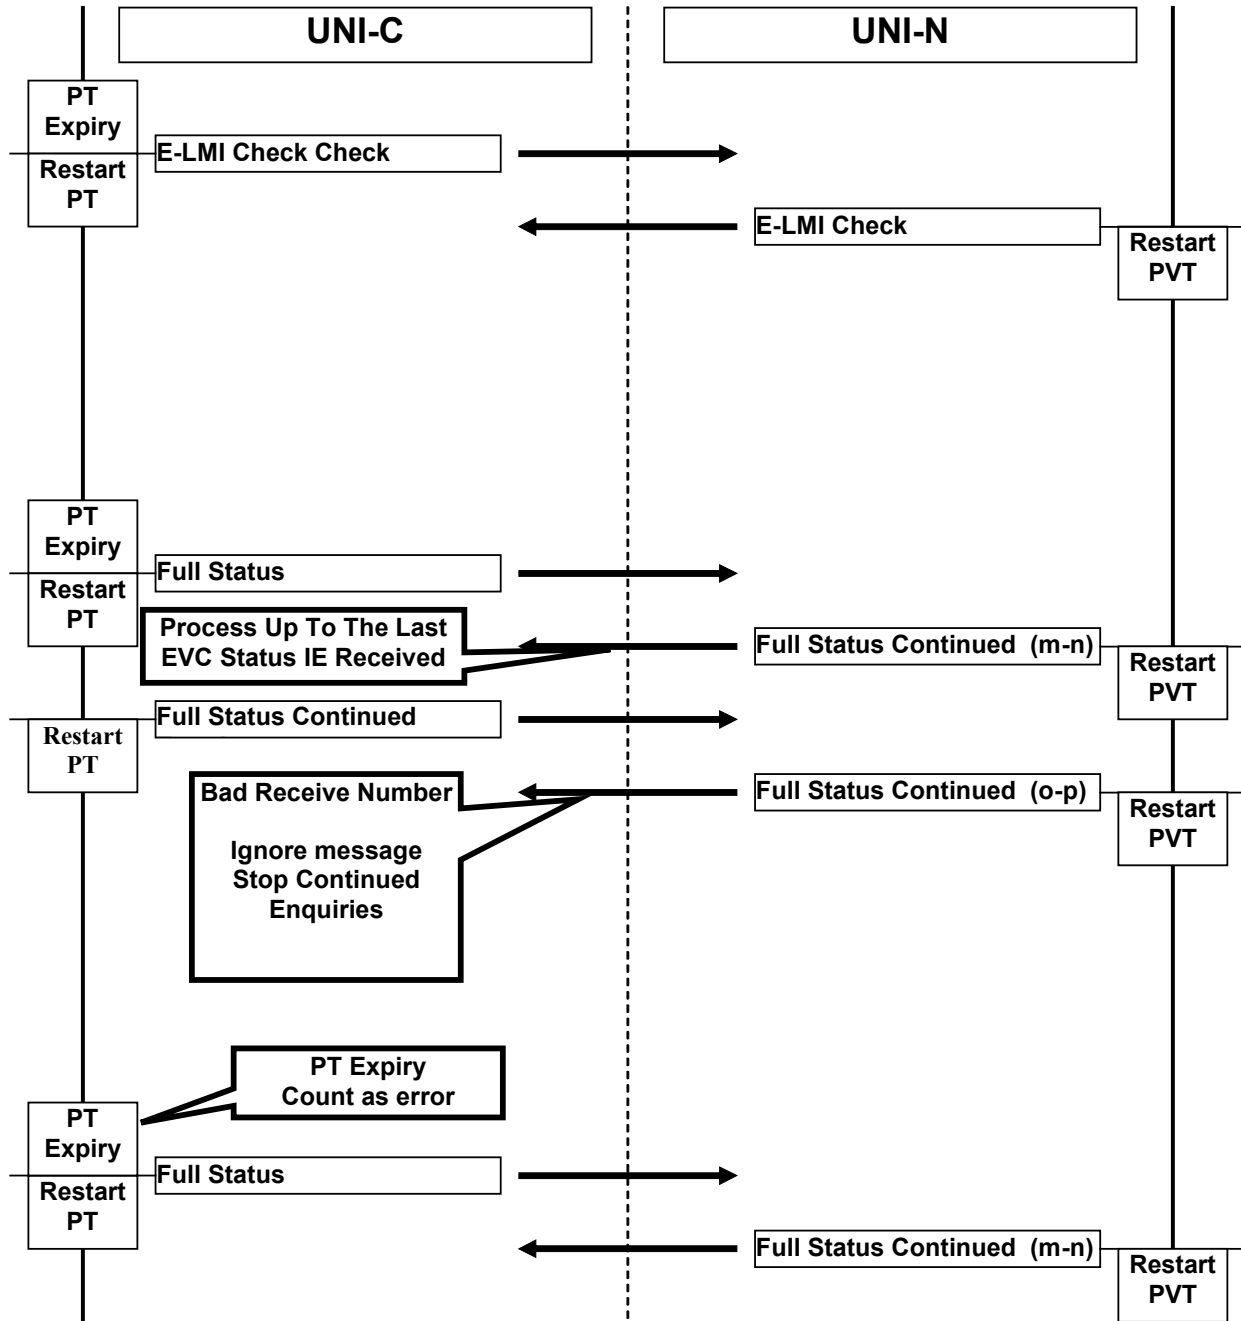 UNI-C
UNI-N
PT
Expiry
E-LMI Check Check
Restart
PT
E-LMI Check
Restart
PVT
PT
Expiry
Full Status
Restart
PT
Process Up To The Last
EVC Status IE Received
Full Status Continued (m-n)
Restart
PVT
Full Status Continued
Restart
PT
Bad Receive Number
Ignore message
Stop Continued
Enquiries
Full Status Continued (o-p)
Restart
PVT
PT Expiry
Count as error
PT
Expiry
Full Status
Restart
PT
Full Status Continued (m-n)
Restart
PVT